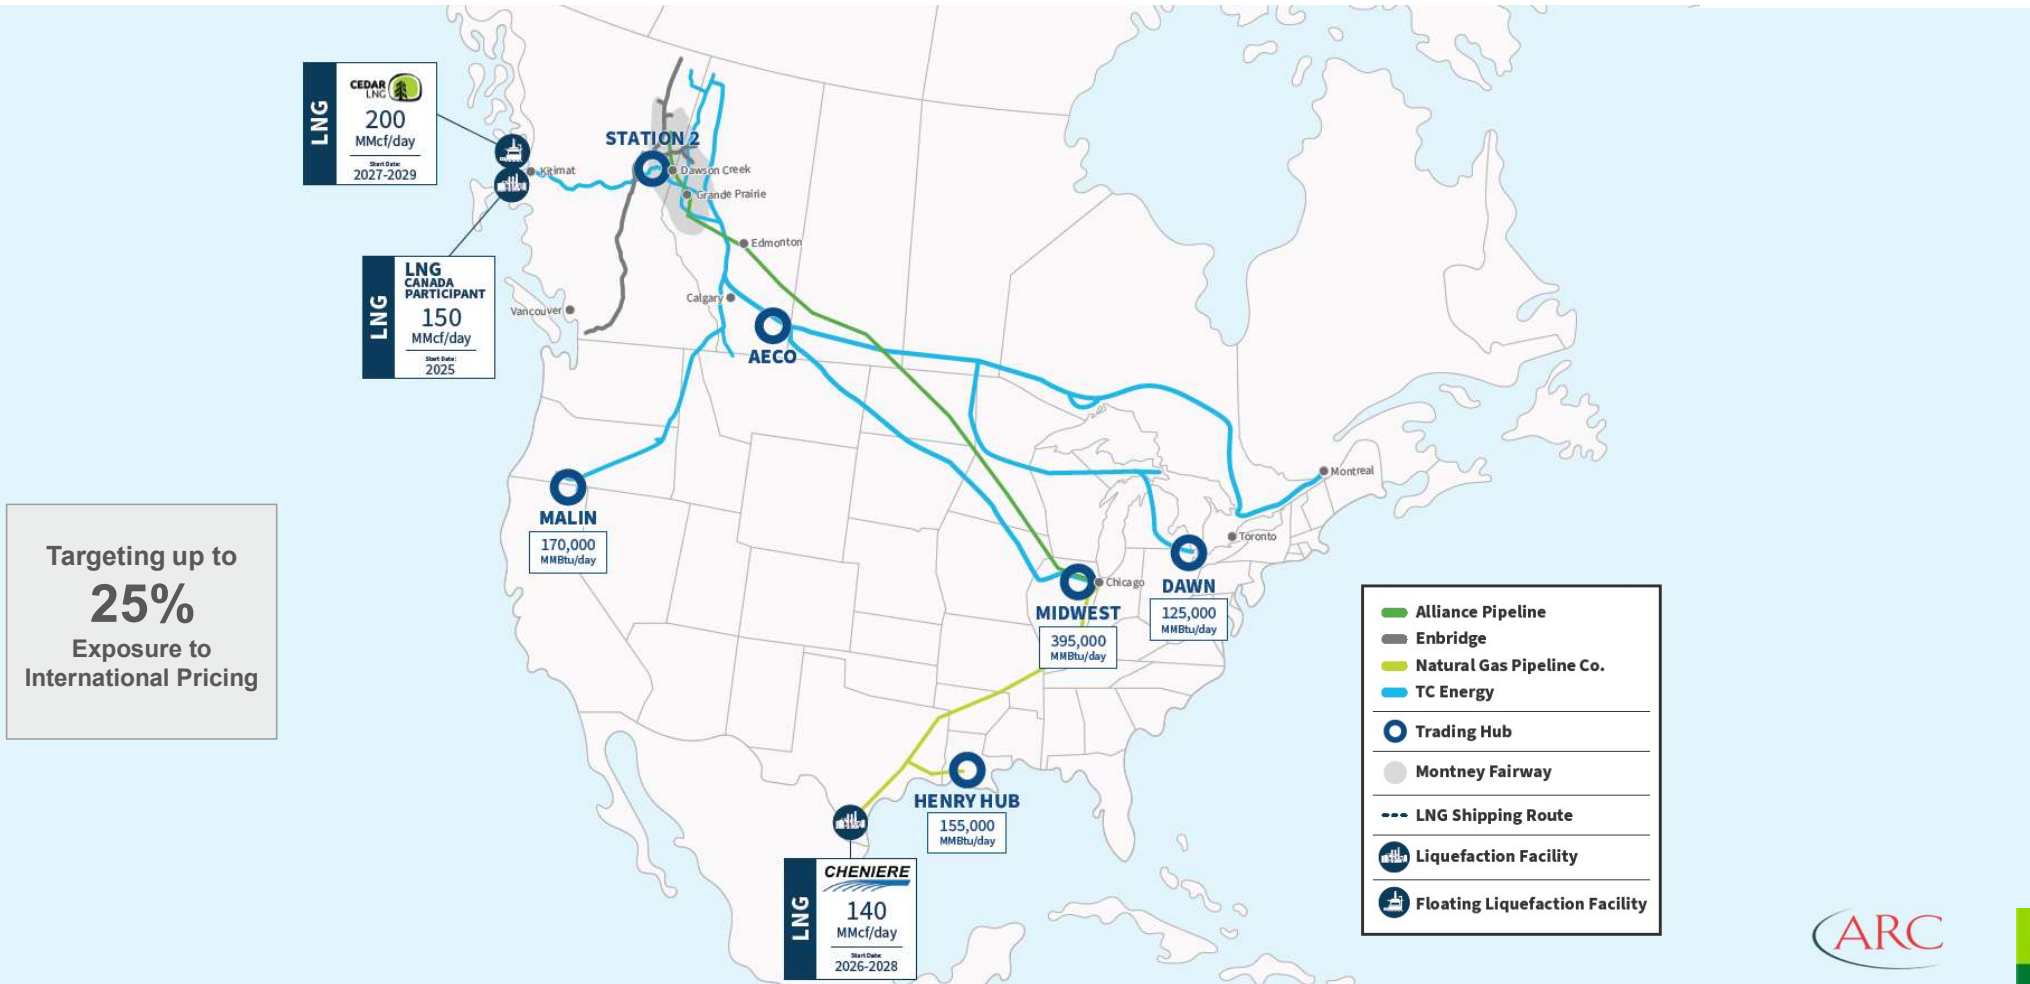 CEDAR
LNG
LNG
200
MMcf/day
Start Date:
2027-2029
STATION 2
Kitimat
Dawson Creek
Grande Prairie
Edmonton
LNG
LNG
CANADA
PARTICIPANT
150
MMcf/day
Start Date:
2025
Calgary
Vancouver
AECO
Montreal
MALIN
170,000
MMBtu/day
Toronto
Chicago
DAWN
125,000
MMBtu/day
MIDWEST
395,000
MMBtu/day
Targeting up to
25%
Exposure to
International Pricing
HENRY HUB
155,000
MMBtu/day
LNG
CHENIERE
140
MMcf/day
Start Date:
2026-2028
Alliance Pipeline
Enbridge
Natural Gas Pipeline Co.
TC Energy
Trading Hub
Montney Fairway
LNG Shipping Route
Liquefaction Facility
Floating Liquefaction Facility
ARC